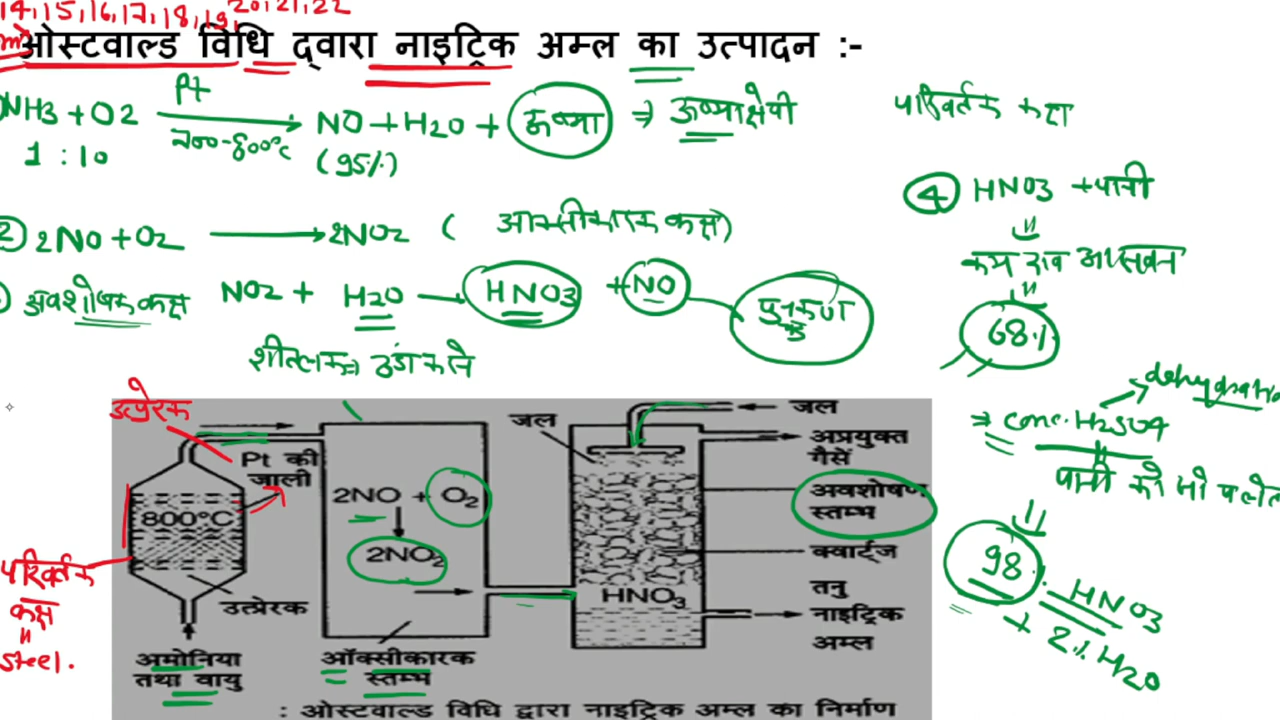 14,15,16,17,18,19,20,21,22
ओस्टवाल्ड विधि द्वारा नाइट्रिक अम्ल का उत्पादन :-
NH3 + O2 Pt 700-800°C NO + H2O + ऊष्मा ⇒ ऊष्माक्षेपी
1 : 10 (95%)
परिवर्तक कक्ष
② 2NO + O2 → 2NO2 ( आक्सीकारक कक्ष)
अवशोषक कक्ष NO2 + H2O → HNO3 + NO
शीतलक ⇒ ठंडा करने
④ HNO3 + पानी
कम दाब आसवन
68%
dehydration
⇒ conc. H2SO4
पानी को
98% HNO3
+ 2% H2O
उत्प्रेरक
Pt की
जाली
800°C
उत्प्रेरक
परिवर्तक
कक्ष
steel.
अमोनिया
तथा वायु
2NO + O2
2NO2
ऑक्सीकारक
स्तम्भ
जल
जल
अप्रयुक्त
गैसें
अवशोषण
स्तम्भ
क्वार्ट्ज
HNO3
तनु
नाइट्रिक
अम्ल
: ओस्टवाल्ड विधि द्वारा नाइट्रिक अम्ल का निर्माण